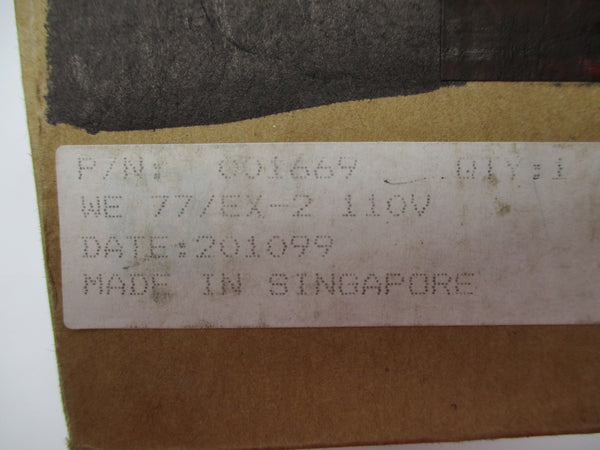 P/N: 001669 QTY:1
WE 77/EX-2 110V
DATE:201099
MADE IN SINGAPORE